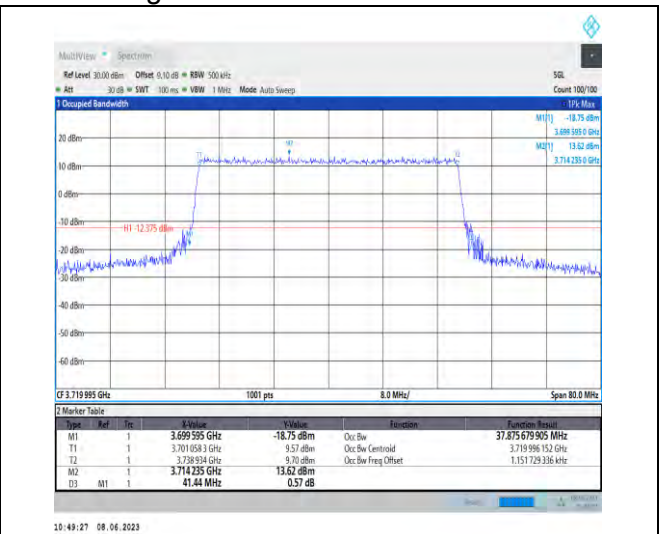 MultiView Spectrum
Ref Level 30.00 dBm Offset 9.10 dB RBW 500 kHz SGL
Att 30 dB SWT 100 ms VBW 1 MHz Mode Auto Sweep Count 100/100
1 Occupied Bandwidth 1Pk Max
M1[1] -18.75 dBm
3.699 595 0 GHz
M2[1] 13.62 dBm
3.714 235 0 GHz
20 dBm
T1 M2 T2
10 dBm
0 dBm
-10 dBm
H1 -12.375 dBm
-20 dBm
-30 dBm
-40 dBm
-50 dBm
-60 dBm
CF 3.719 995 GHz 1001 pts 8.0 MHz/ Span 80.0 MHz
2 Marker Table
Type Ref Trc X-Value Y-Value Function Function Result
M1 1 3.699 595 GHz -18.75 dBm Occ Bw 37.875 679 905 MHz
T1 1 3.701 058 3 GHz 9.57 dBm Occ Bw Centroid 3.719 996 152 GHz
T2 1 3.738 934 GHz 9.70 dBm Occ Bw Freq Offset 1.151 729 336 kHz
M2 1 3.714 235 GHz 13.62 dBm
D3 M1 1 41.44 MHz 0.57 dB
10:49:27 08.06.2023